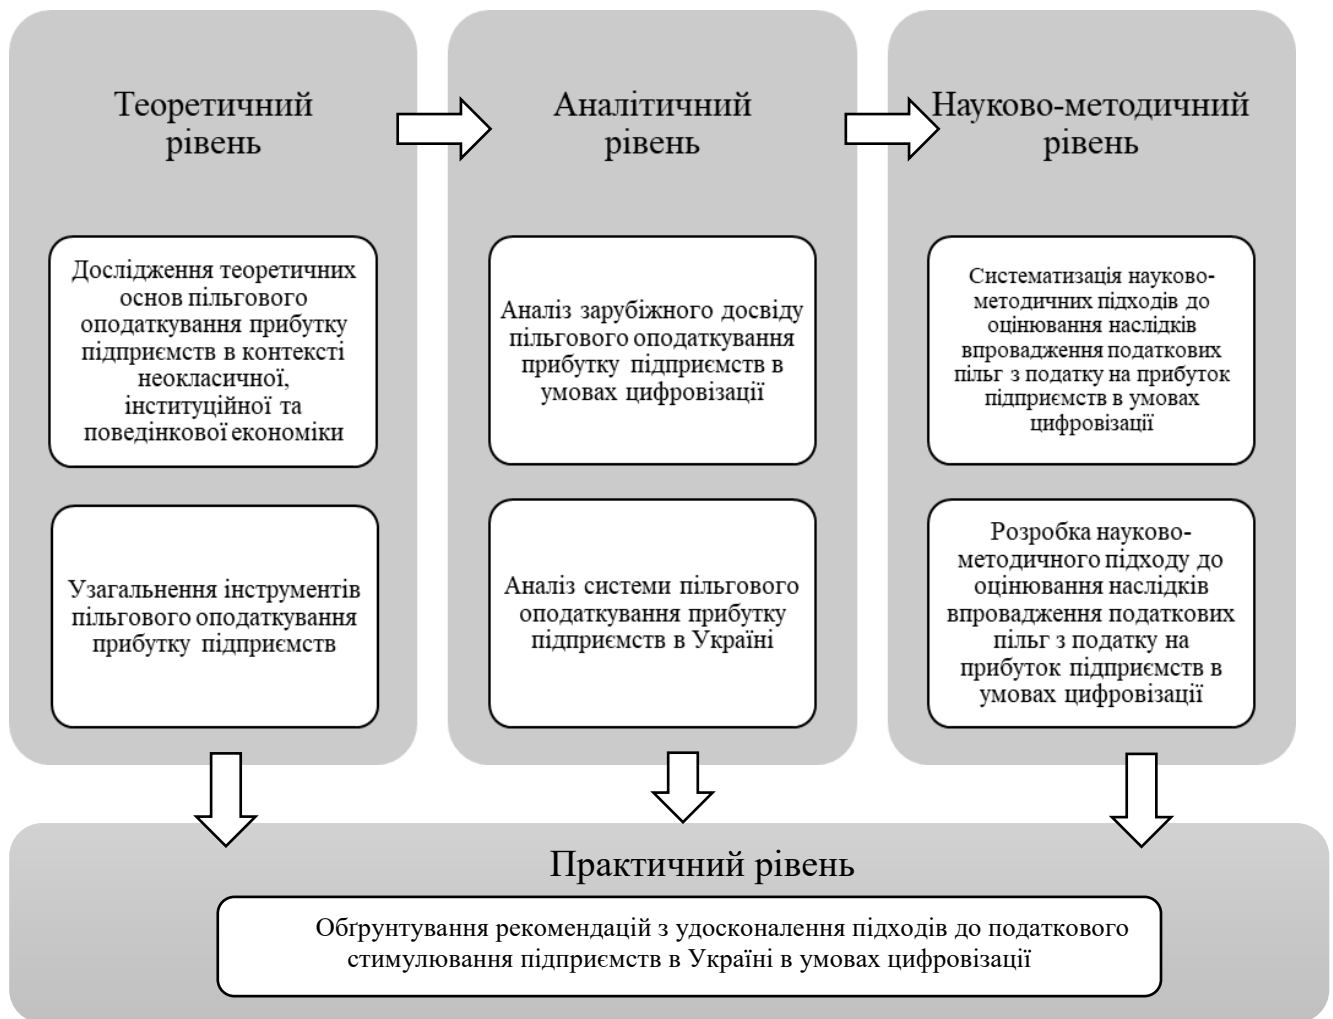 Теоретичний
рівень
Дослідження теоретичних
основ пільгового
оподаткування прибутку
підприємств в контексті
неокласичної,
інституційної та
поведінкової економіки
Узагальнення інструментів
пільгового оподаткування
прибутку підприємств
Аналітичний
рівень
Аналіз зарубіжного досвіду
пільгового оподаткування
прибутку підприємств в
умовах цифровізації
Аналіз системи пільгового
оподаткування прибутку
підприємств в Україні
Науково-методичний
рівень
Систематизація науково-
методичних підходів до
оцінювання наслідків
впровадження податкових
пільг з податку на прибуток
підприємств в умовах
цифровізації
Розробка науково-
методичного підходу до
оцінювання наслідків
впровадження податкових
пільг з податку на
прибуток підприємств в
умовах цифровізації
Практичний рівень
Обґрунтування рекомендацій з удосконалення підходів до податкового
стимулювання підприємств в Україні в умовах цифровізації